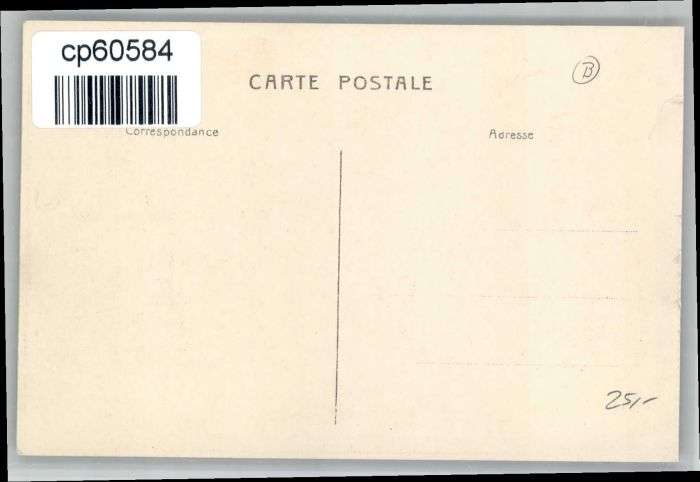 cp60584
CARTE POSTALE
B
Correspondance
Adresse
25,-